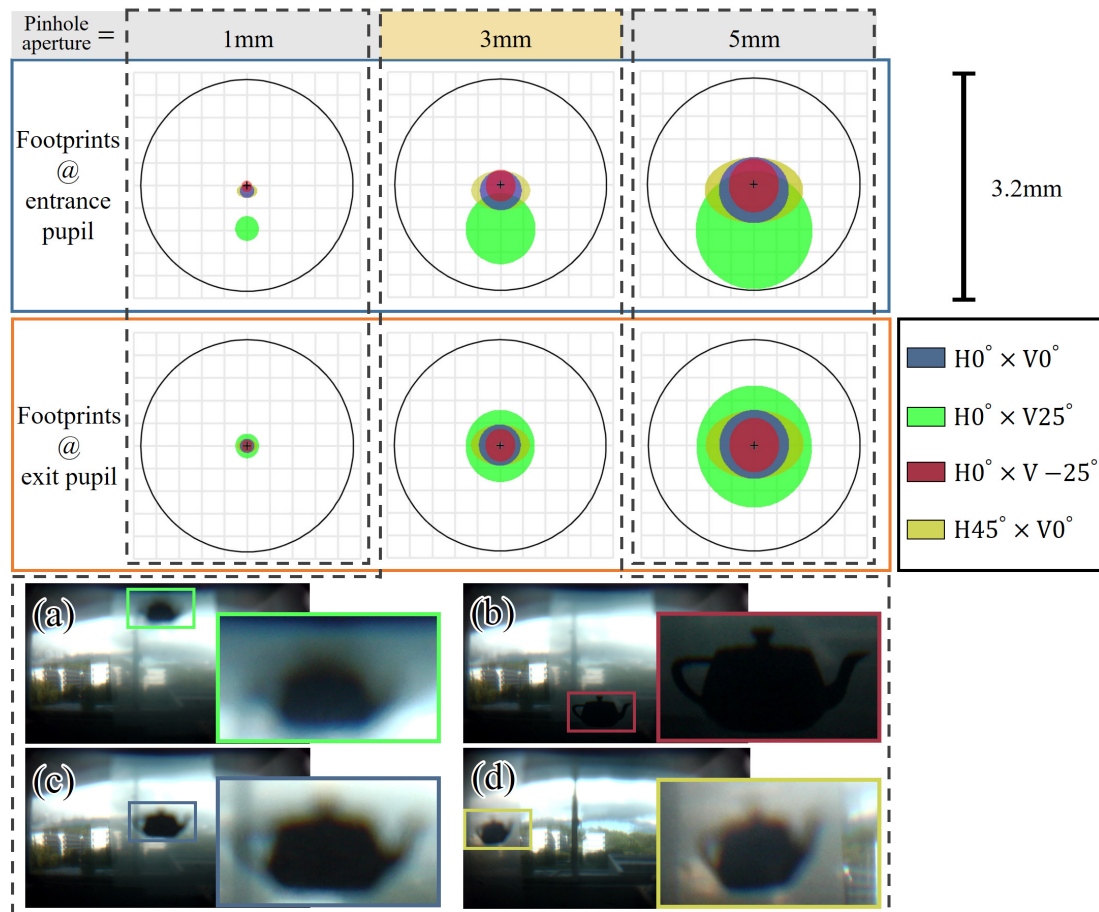 Pinhole
aperture =
1mm
3mm
5mm
Footprints
@
entrance
pupil
3.2mm
Footprints
@
exit pupil
H0° × V0°
H0° × V25°
H0° × V −25°
H45° × V0°
(a)
(b)
(c)
(d)